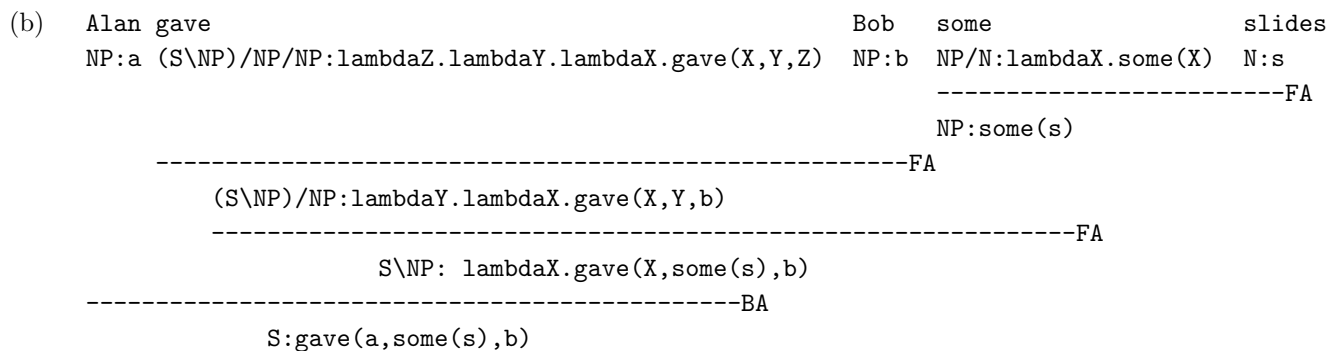 (b) Alan gave Bob some slides
NP:a (S\NP)/NP/NP:lambdaZ.lambdaY.lambdaX.gave(X,Y,Z) NP:b NP/N:lambdaX.some(X) N:s
-------------------------FA
NP:some(s)
------------------------------------------------------FA
(S\NP)/NP:lambdaY.lambdaX.gave(X,Y,b)
--------------------------------------------------------------FA
S\NP: lambdaX.gave(X,some(s),b)
-----------------------------------------------BA
S:gave(a,some(s),b)